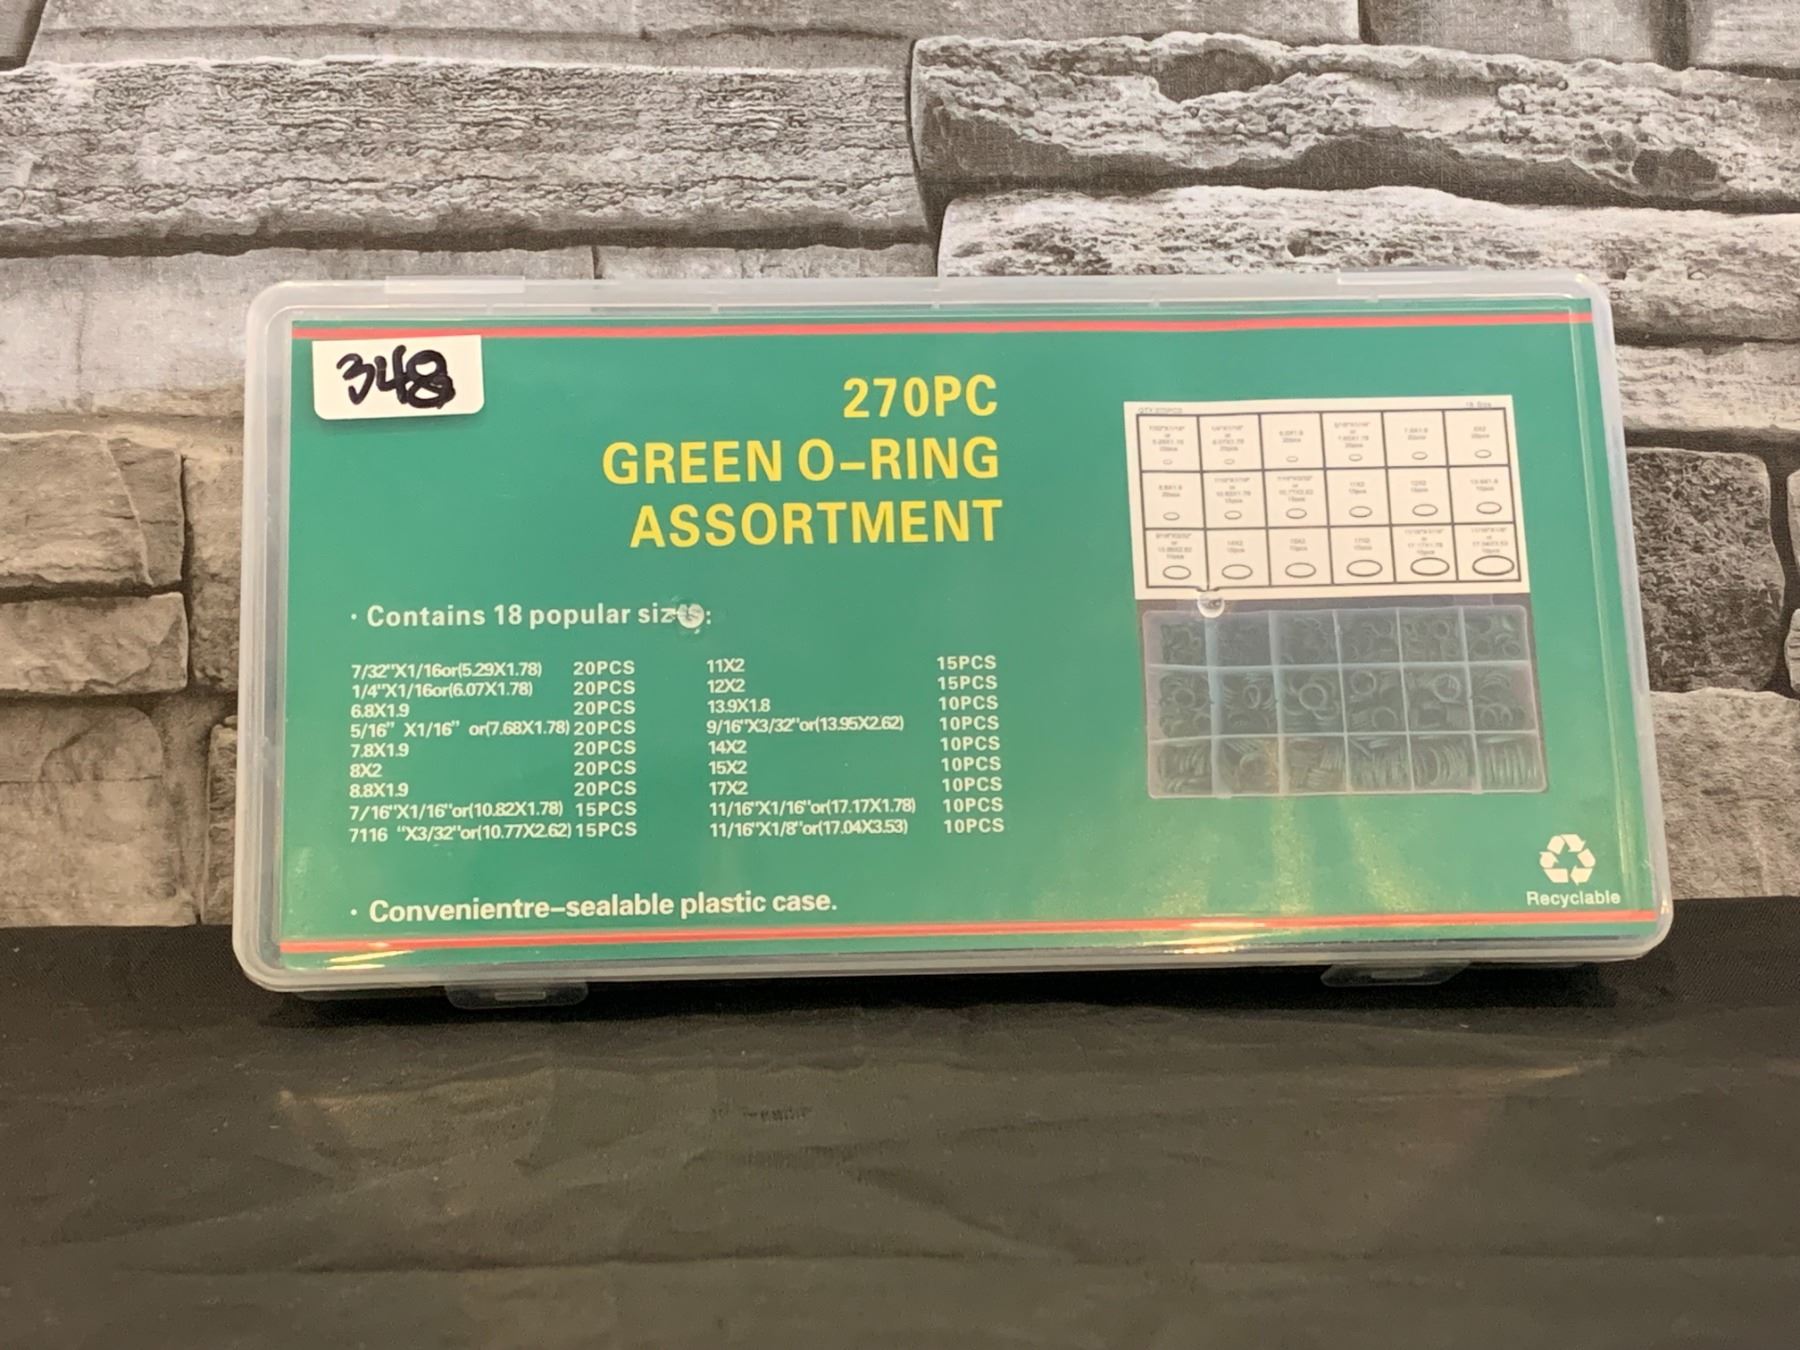 348
270PC
GREEN O-RING
ASSORTMENT
· Contains 18 popular sizes:
7/32"X1/16or(5.29X1.78) 20PCS
1/4"X1/16or(6.07X1.78) 20PCS
6.8X1.9 20PCS
5/16" X1/16" or(7.68X1.78) 20PCS
7.8X1.9 20PCS
8X2 20PCS
8.8X1.9 20PCS
7/16"X1/16"or(10.82X1.78) 15PCS
7116 "X3/32"or(10.77X2.62) 15PCS
11X2 15PCS
12X2 15PCS
13.9X1.8 10PCS
9/16"X3/32"or(13.95X2.62) 10PCS
14X2 10PCS
15X2 10PCS
17X2 10PCS
11/16"X1/16"or(17.17X1.78) 10PCS
11/16"X1/8"or(17.04X3.53) 10PCS
· Convenientre-sealable plastic case.
Recyclable